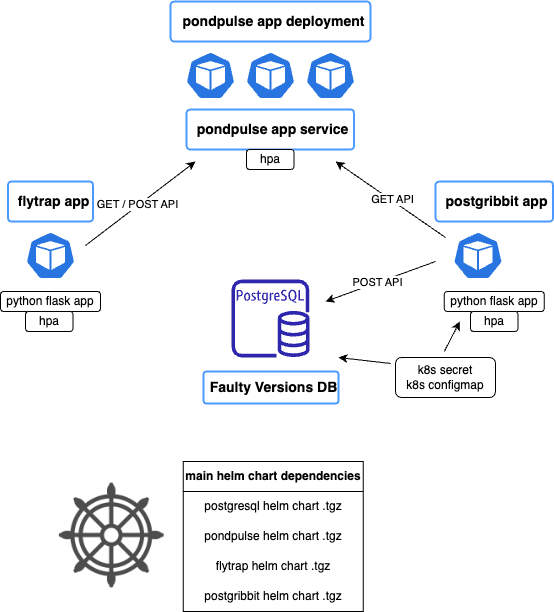 pondpulse app deployment
pondpulse app service
hpa
flytrap app
GET / POST API
GET API
postgribbit app
python flask app
hpa
POST API
python flask app
hpa
PostgreSQL
Faulty Versions DB
k8s secret
k8s configmap
main helm chart dependencies
postgresql helm chart .tgz
pondpulse helm chart .tgz
flytrap helm chart .tgz
postgribbit helm chart .tgz